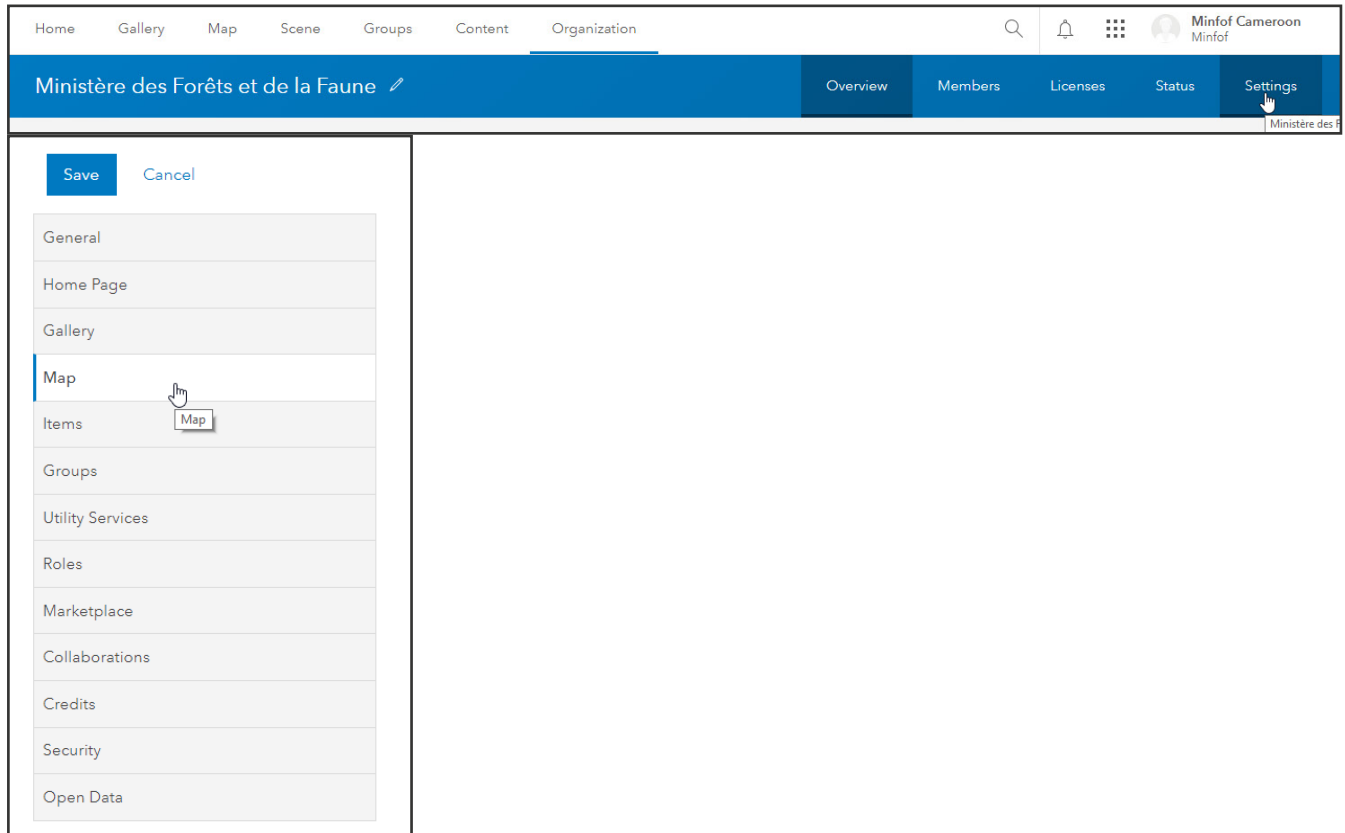 Home Gallery Map Scene Groups Content Organization Minfof Cameroon
Minfof
Ministère des Forêts et de la Faune Overview Members Licenses Status Settings
Ministère des F
Save Cancel
General
Home Page
Gallery
Map
Map
Items
Groups
Utility Services
Roles
Marketplace
Collaborations
Credits
Security
Open Data